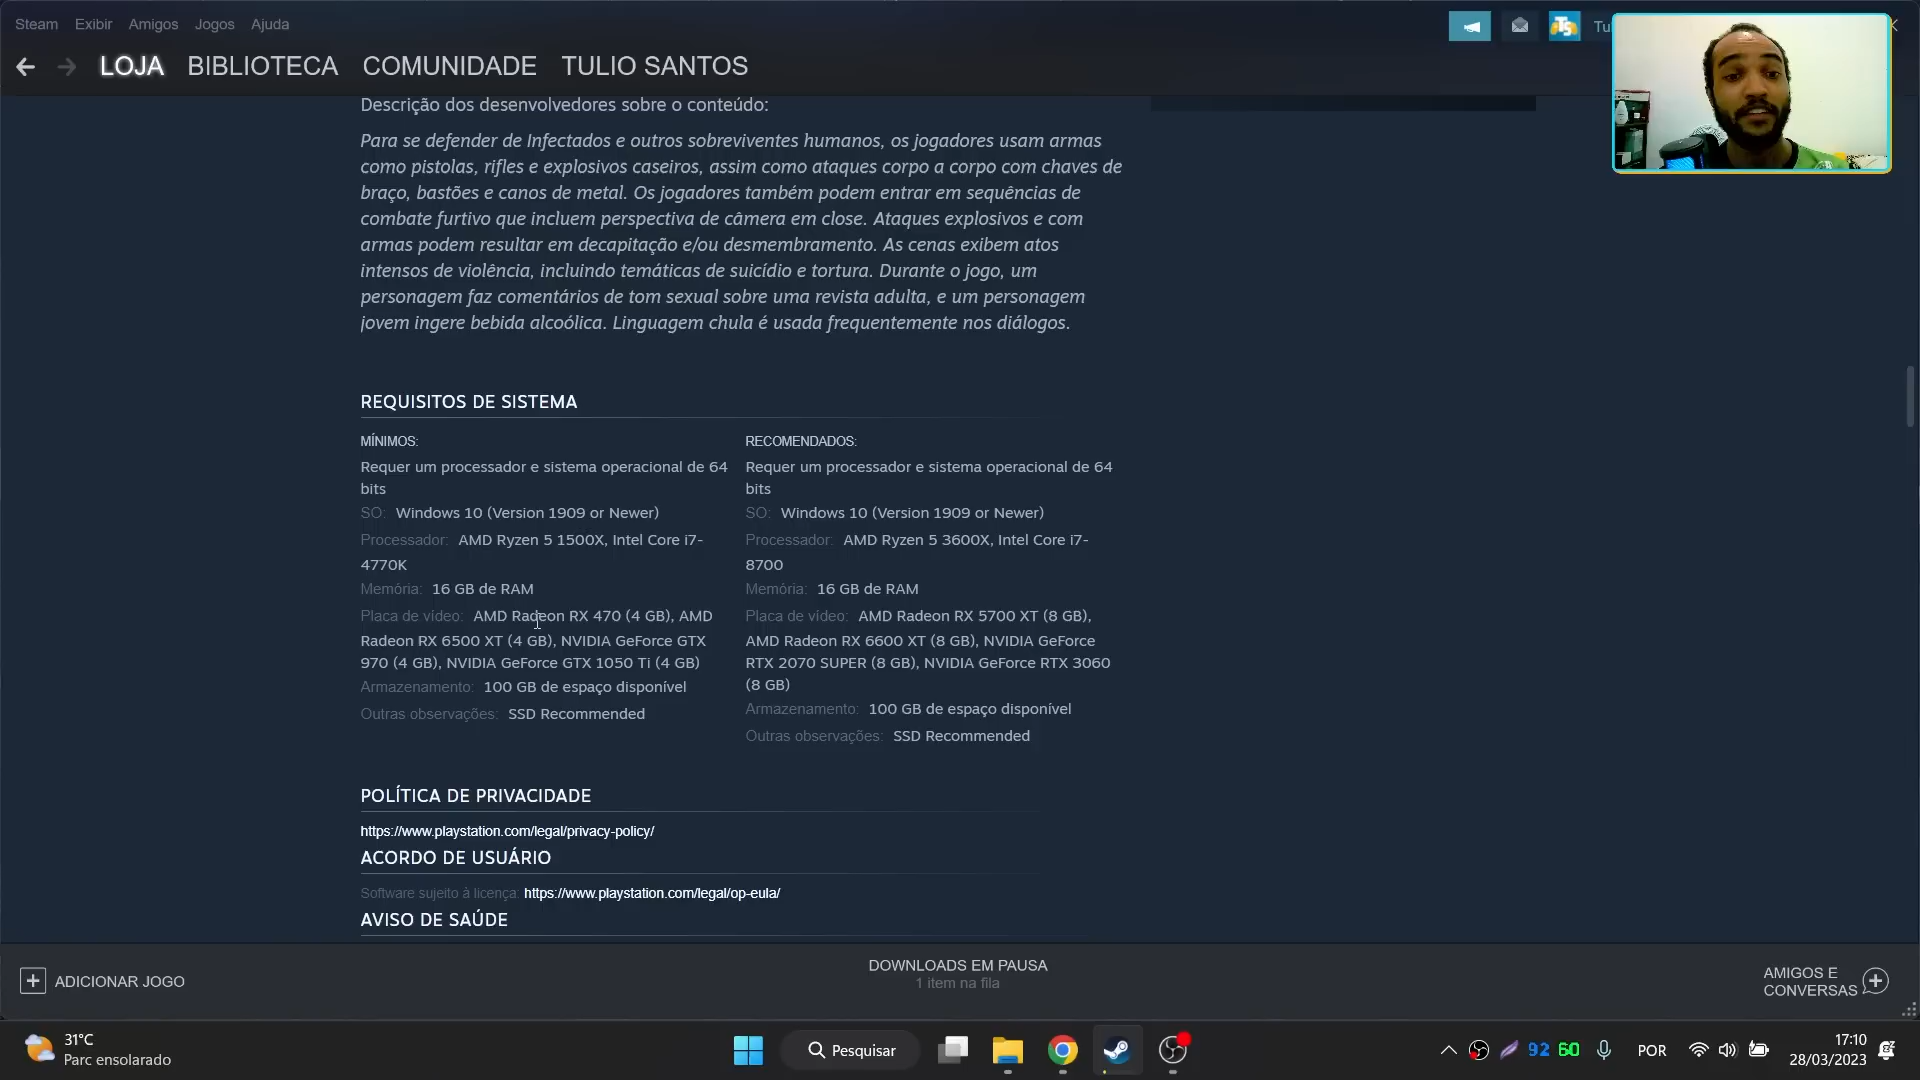 Steam Exibir Amigos Jogos Ajuda
LOJA BIBLIOTECA COMUNIDADE TULIO SANTOS
Descrição dos desenvolvedores sobre o conteúdo:
Para se defender de Infectados e outros sobreviventes humanos, os jogadores usam armas
como pistolas, rifles e explosivos caseiros, assim como ataques corpo a corpo com chaves de
braço, bastões e canos de metal. Os jogadores também podem entrar em sequências de
combate furtivo que incluem perspectiva de câmera em close. Ataques explosivos e com
armas podem resultar em decapitação e/ou desmembramento. As cenas exibem atos
intensos de violência, incluindo temáticas de suicídio e tortura. Durante o jogo, um
personagem faz comentários de tom sexual sobre uma revista adulta, e um personagem
jovem ingere bebida alcoólica. Linguagem chula é usada frequentemente nos diálogos.
REQUISITOS DE SISTEMA
MÍNIMOS:
Requer um processador e sistema operacional de 64
bits
SO: Windows 10 (Version 1909 or Newer)
Processador: AMD Ryzen 5 1500X, Intel Core i7-
4770K
Memória: 16 GB de RAM
Placa de vídeo: AMD Radeon RX 470 (4 GB), AMD
Radeon RX 6500 XT (4 GB), NVIDIA GeForce GTX
970 (4 GB), NVIDIA GeForce GTX 1050 Ti (4 GB)
Armazenamento: 100 GB de espaço disponível
Outras observações: SSD Recommended
RECOMENDADOS:
Requer um processador e sistema operacional de 64
bits
SO: Windows 10 (Version 1909 or Newer)
Processador: AMD Ryzen 5 3600X, Intel Core i7-
8700
Memória: 16 GB de RAM
Placa de vídeo: AMD Radeon RX 5700 XT (8 GB),
AMD Radeon RX 6600 XT (8 GB), NVIDIA GeForce
RTX 2070 SUPER (8 GB), NVIDIA GeForce RTX 3060
(8 GB)
Armazenamento: 100 GB de espaço disponível
Outras observações: SSD Recommended
POLÍTICA DE PRIVACIDADE
https://www.playstation.com/legal/privacy-policy/
ACORDO DE USUÁRIO
Software sujeito à licença: https://www.playstation.com/legal/op-eula/
AVISO DE SAÚDE
ADICIONAR JOGO
DOWNLOADS EM PAUSA
1 item na fila
AMIGOS E
CONVERSAS
31°C
Parc ensolarado
Pesquisar
92 60
POR
17:10
28/03/2023